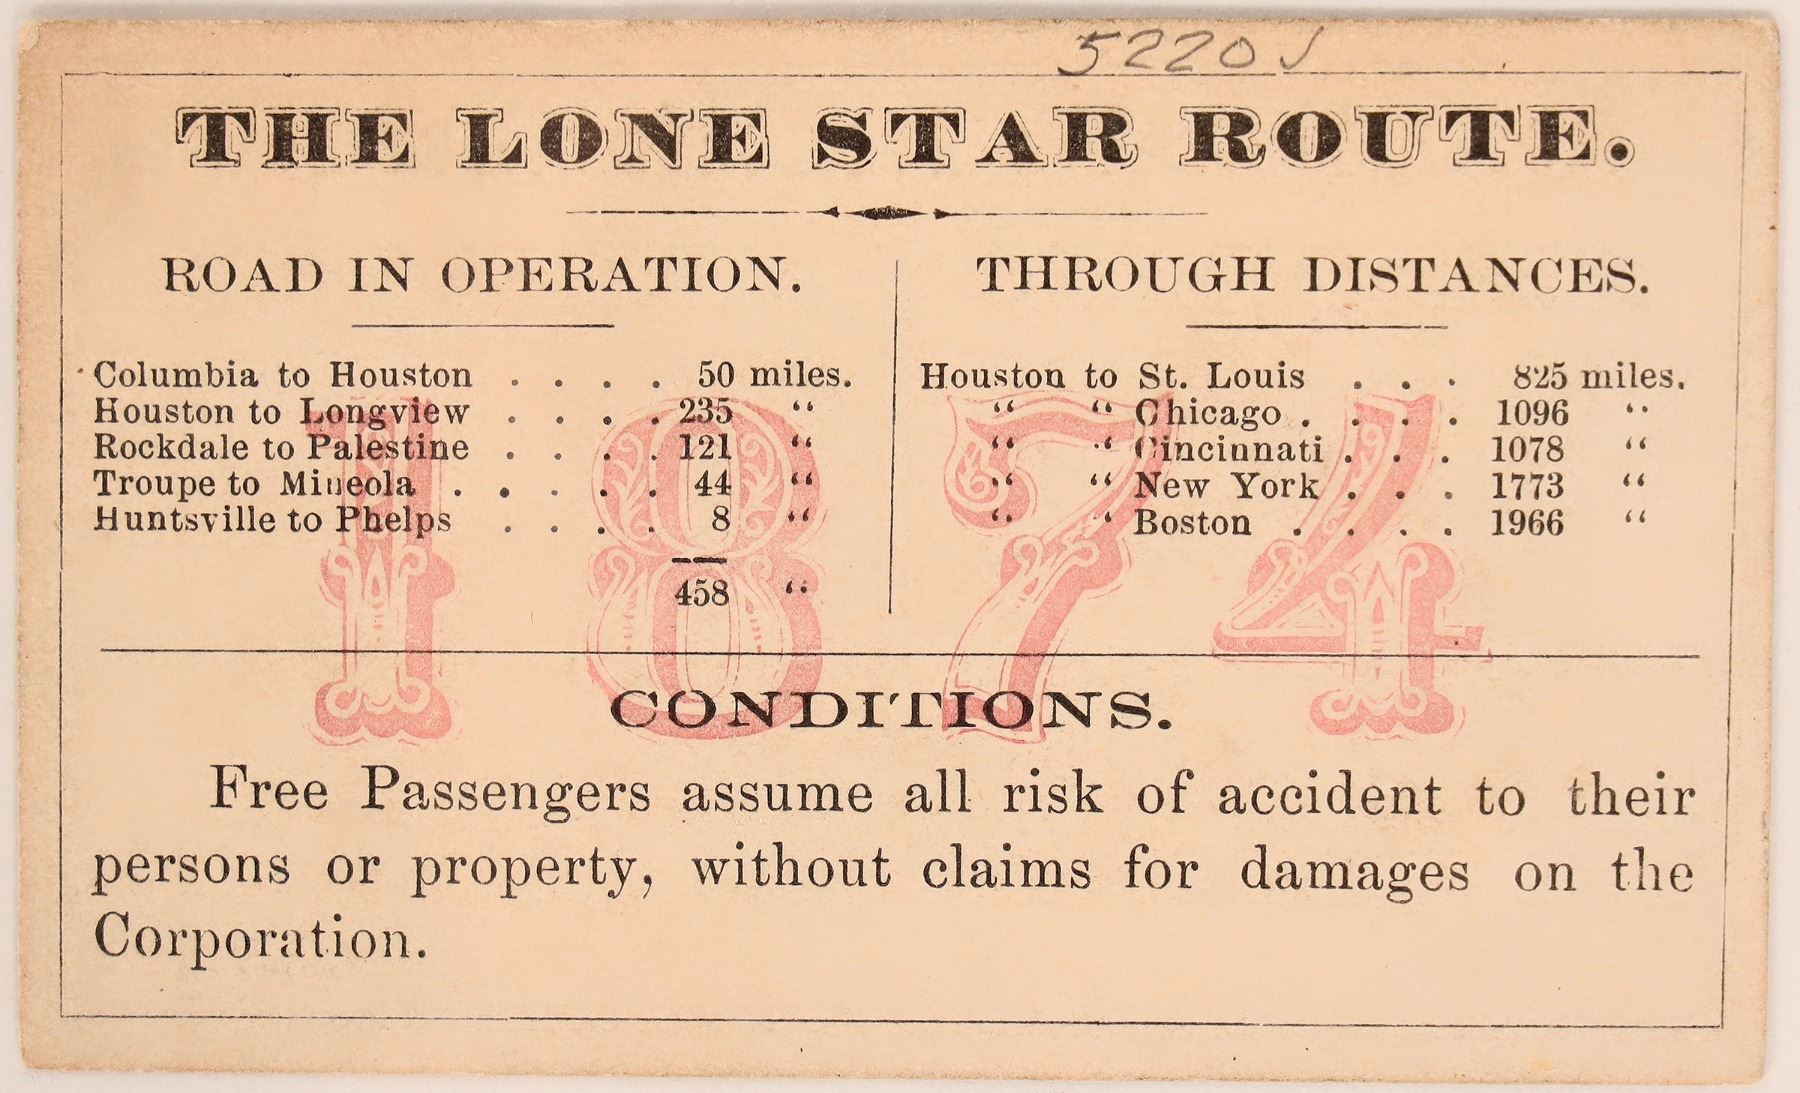 5220 ✓
THE LONE STAR ROUTE.
ROAD IN OPERATION.
Columbia to Houston . . . . 50 miles.
Houston to Longview . . . . 235 "
Rockdale to Palestine . . . . 121 "
Troupe to Mineola . . . . . 44 "
Huntsville to Phelps . . . . 8 "
458 "
THROUGH DISTANCES.
Houston to St. Louis . . . 825 miles.
" " Chicago . . . . 1096 "
" " Cincinnati . . . 1078 "
" " New York . . . 1773 "
" " Boston . . . . 1966 "
1874
CONDITIONS.
Free Passengers assume all risk of accident to their
persons or property, without claims for damages on the
Corporation.